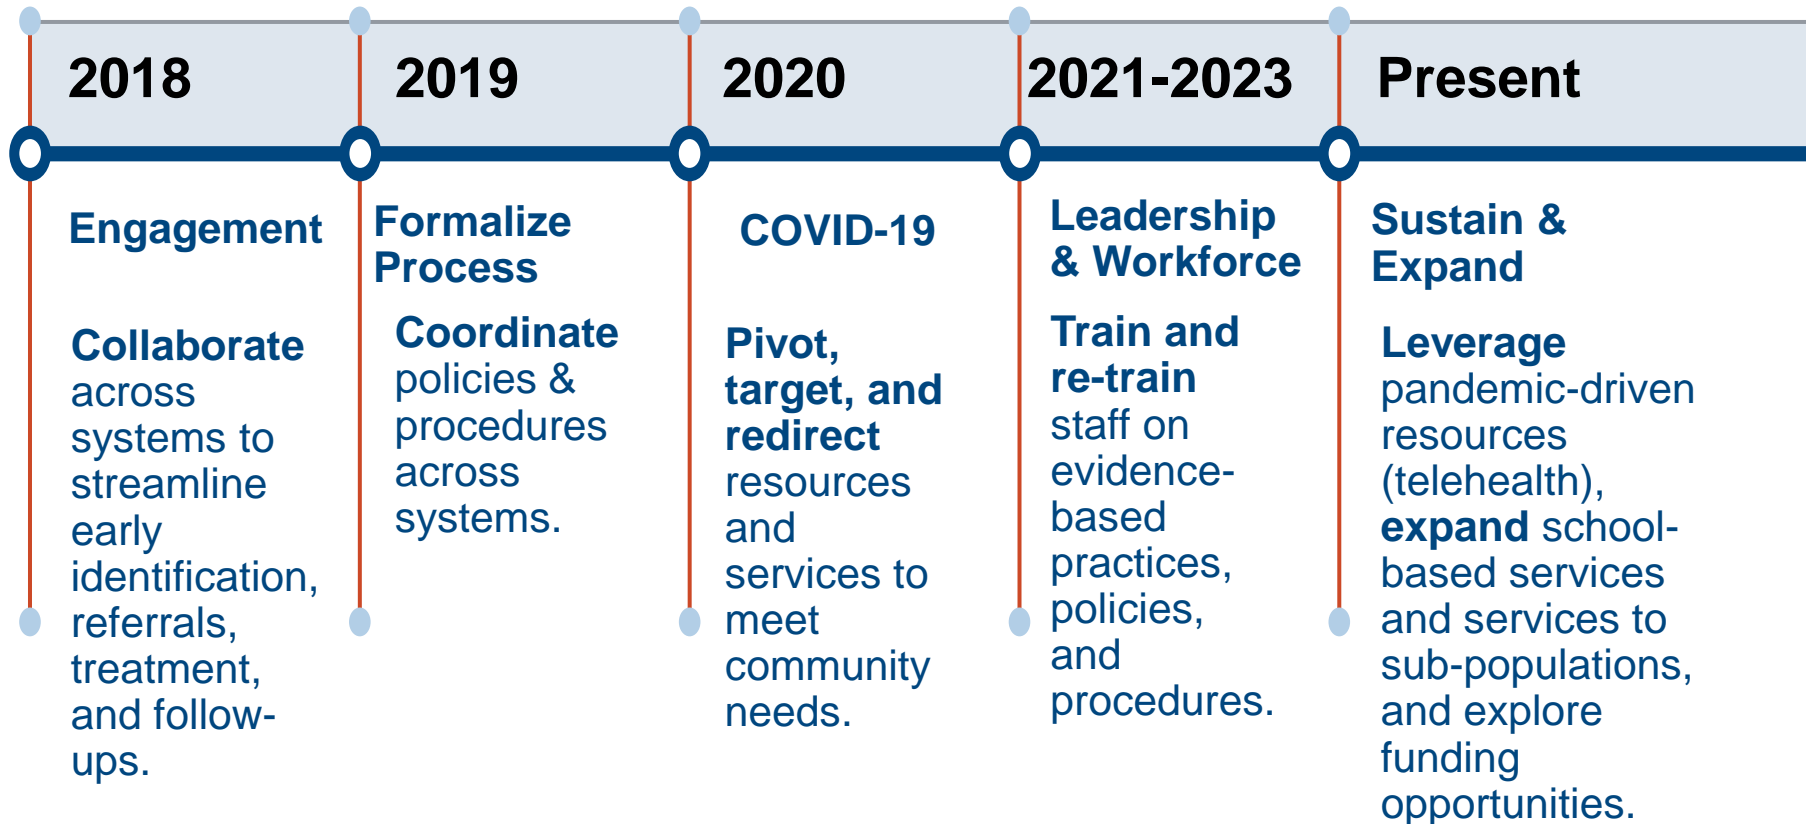 2018
2019
2020
2021-2023
Present
Engagement
Collaborate
across
systems to
streamline
early
identification,
referrals,
treatment,
and follow-
ups.
Formalize
Process
Coordinate
policies &
procedures
across
systems.
COVID-19
Pivot,
target, and
redirect
resources
and
services to
meet
community
needs.
Leadership
& Workforce
Train and
re-train
staff on
evidence-
based
practices,
policies,
and
procedures.
Sustain &
Expand
Leverage
pandemic-driven
resources
(telehealth),
expand school-
based services
and services to
sub-populations,
and explore
funding
opportunities.